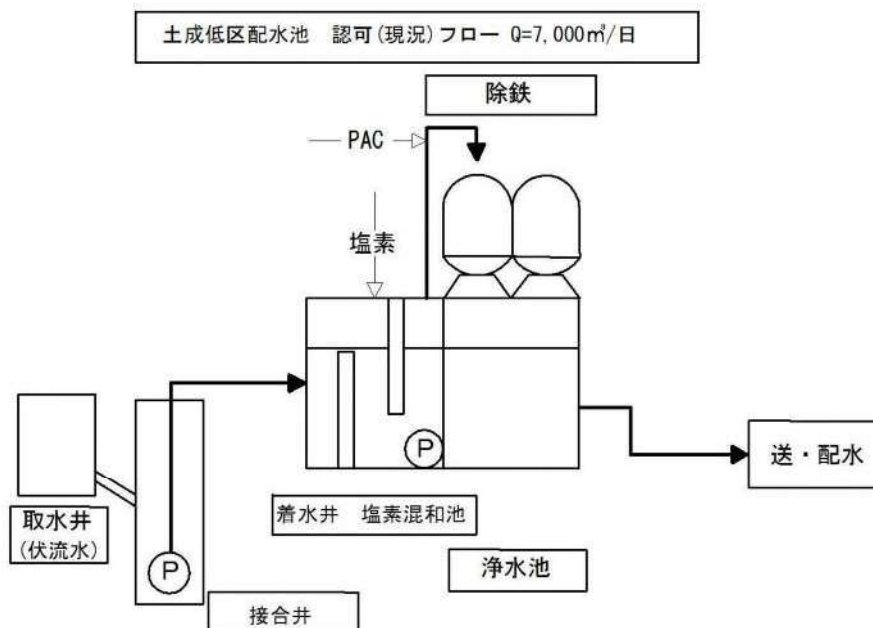 土成低区配水池　認可(現況)フロー Q=7,000㎥/日
除鉄
PAC
塩素
P
送・配水
取水井
(伏流水)
着水井　塩素混和池
P
浄水池
接合井